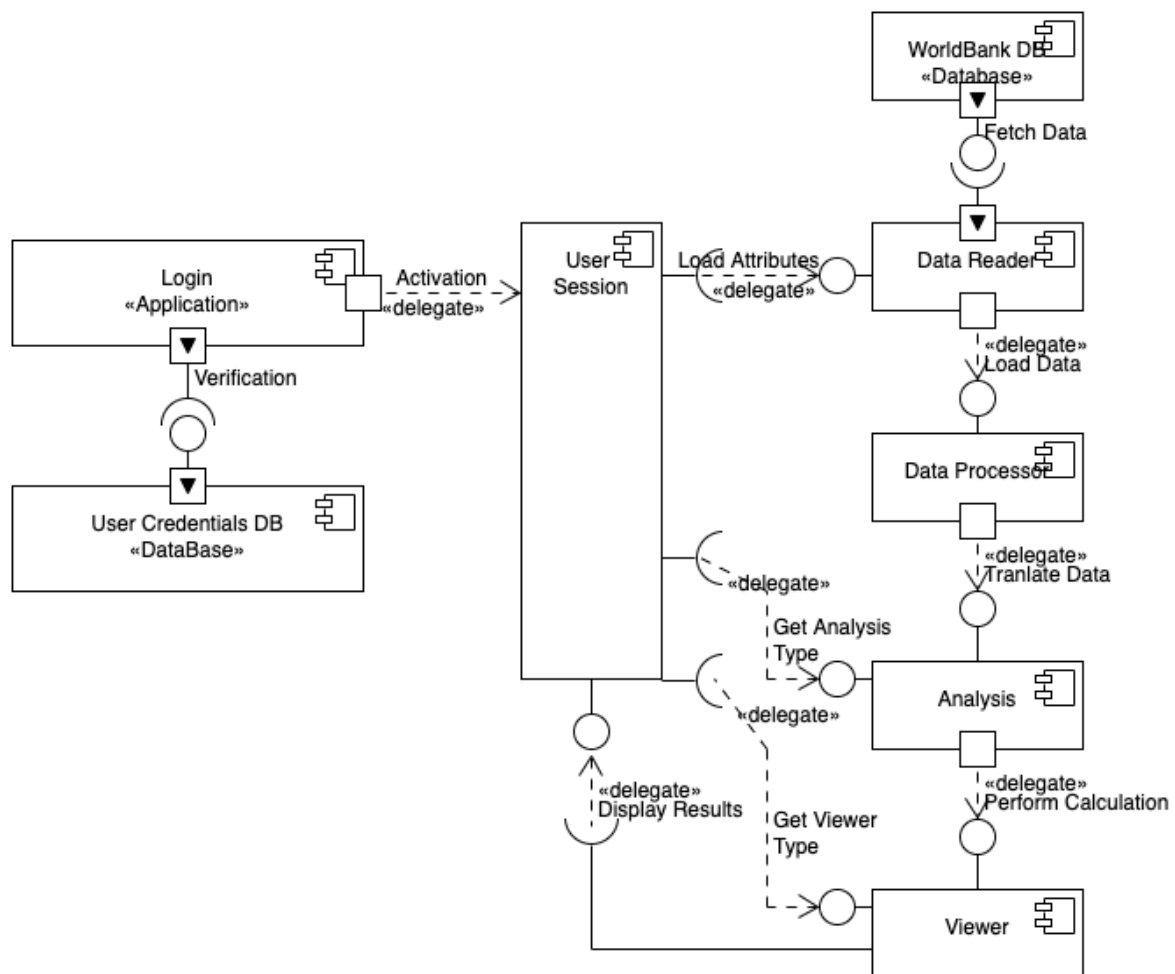 WorldBank DB
«Database»
Fetch Data
Login
«Application»
Activation
«delegate»
User
Session
Load Attributes
«delegate»
Data Reader
Verification
«delegate»
Load Data
User Credentials DB
«DataBase»
Data Processor
«delegate»
Tranlate Data
«delegate»
Get Analysis
Type
Analysis
«delegate»
«delegate»
Display Results
«delegate»
Perform Calculation
Get Viewer
Type
Viewer